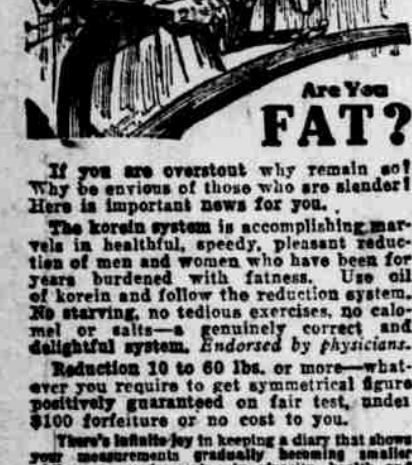 Are You
FAT?
If you are overstout why remain so?
Why be envious of those who are slender?
Here is important news for you.
The korein system is accomplishing mar-
vels in healthful, speedy, pleasant reduc-
tion of men and women who have been for
years burdened with fatness. Use oil
of korein and follow the reduction system.
No starving, no tedious exercises, no calo-
mel or salts—a genuinely correct and
delightful system. Endorsed by physicians.
Reduction 10 to 60 lbs. or more—what-
ever you require to get symmetrical figure
positively guaranteed on fair test, under
$100 forfeiture or no cost to you.
There's infinite joy in keeping a diary that shows
your measurements gradually becoming smaller